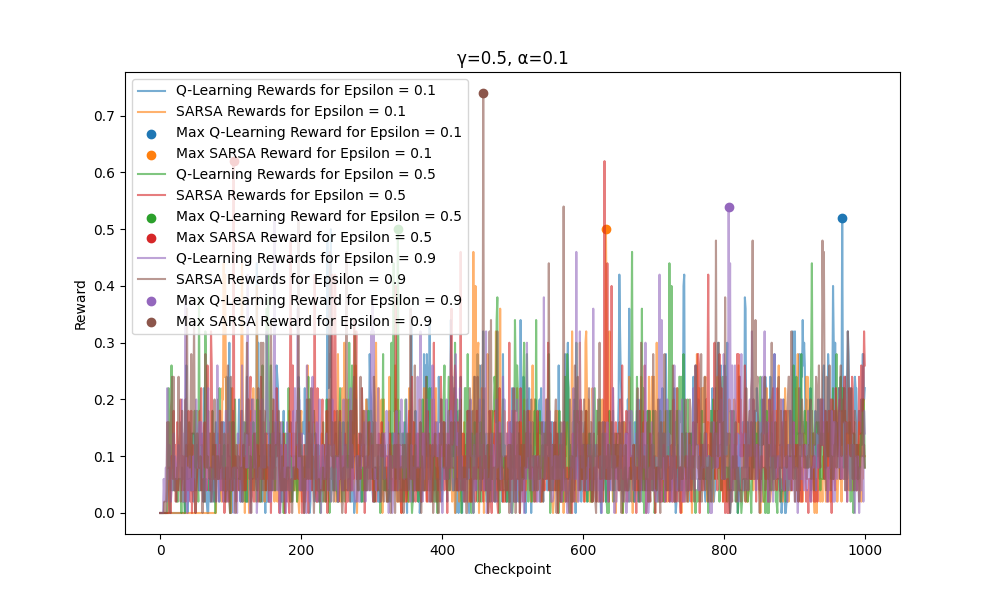 γ=0.5, α=0.1
Q-Learning Rewards for Epsilon = 0.1
SARSA Rewards for Epsilon = 0.1
Max Q-Learning Reward for Epsilon = 0.1
Max SARSA Reward for Epsilon = 0.1
Q-Learning Rewards for Epsilon = 0.5
SARSA Rewards for Epsilon = 0.5
Max Q-Learning Reward for Epsilon = 0.5
Max SARSA Reward for Epsilon = 0.5
Q-Learning Rewards for Epsilon = 0.9
SARSA Rewards for Epsilon = 0.9
Max Q-Learning Reward for Epsilon = 0.9
Max SARSA Reward for Epsilon = 0.9
0.7
0.6
0.5
0.4
0.3
0.2
0.1
0.0
Reward
0 200 400 600 800 1000
Checkpoint